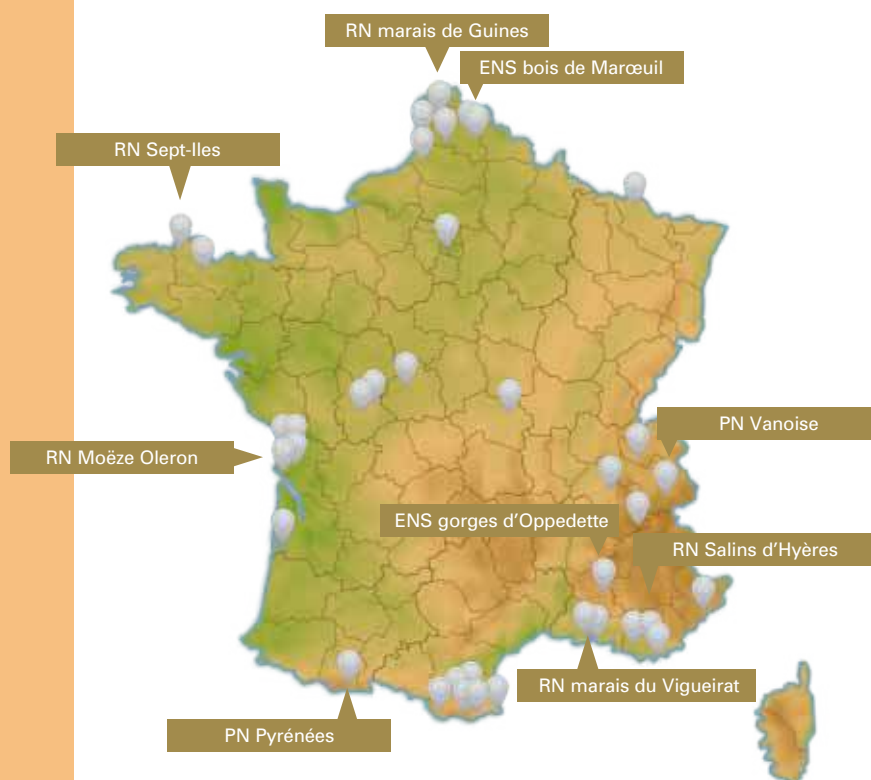 RN marais de Guines
ENS bois de Marœuil
RN Sept-Iles
PN Vanoise
RN Moëze Oleron
ENS gorges d'Oppedette
RN Salins d'Hyères
RN marais du Vigueirat
PN Pyrénées